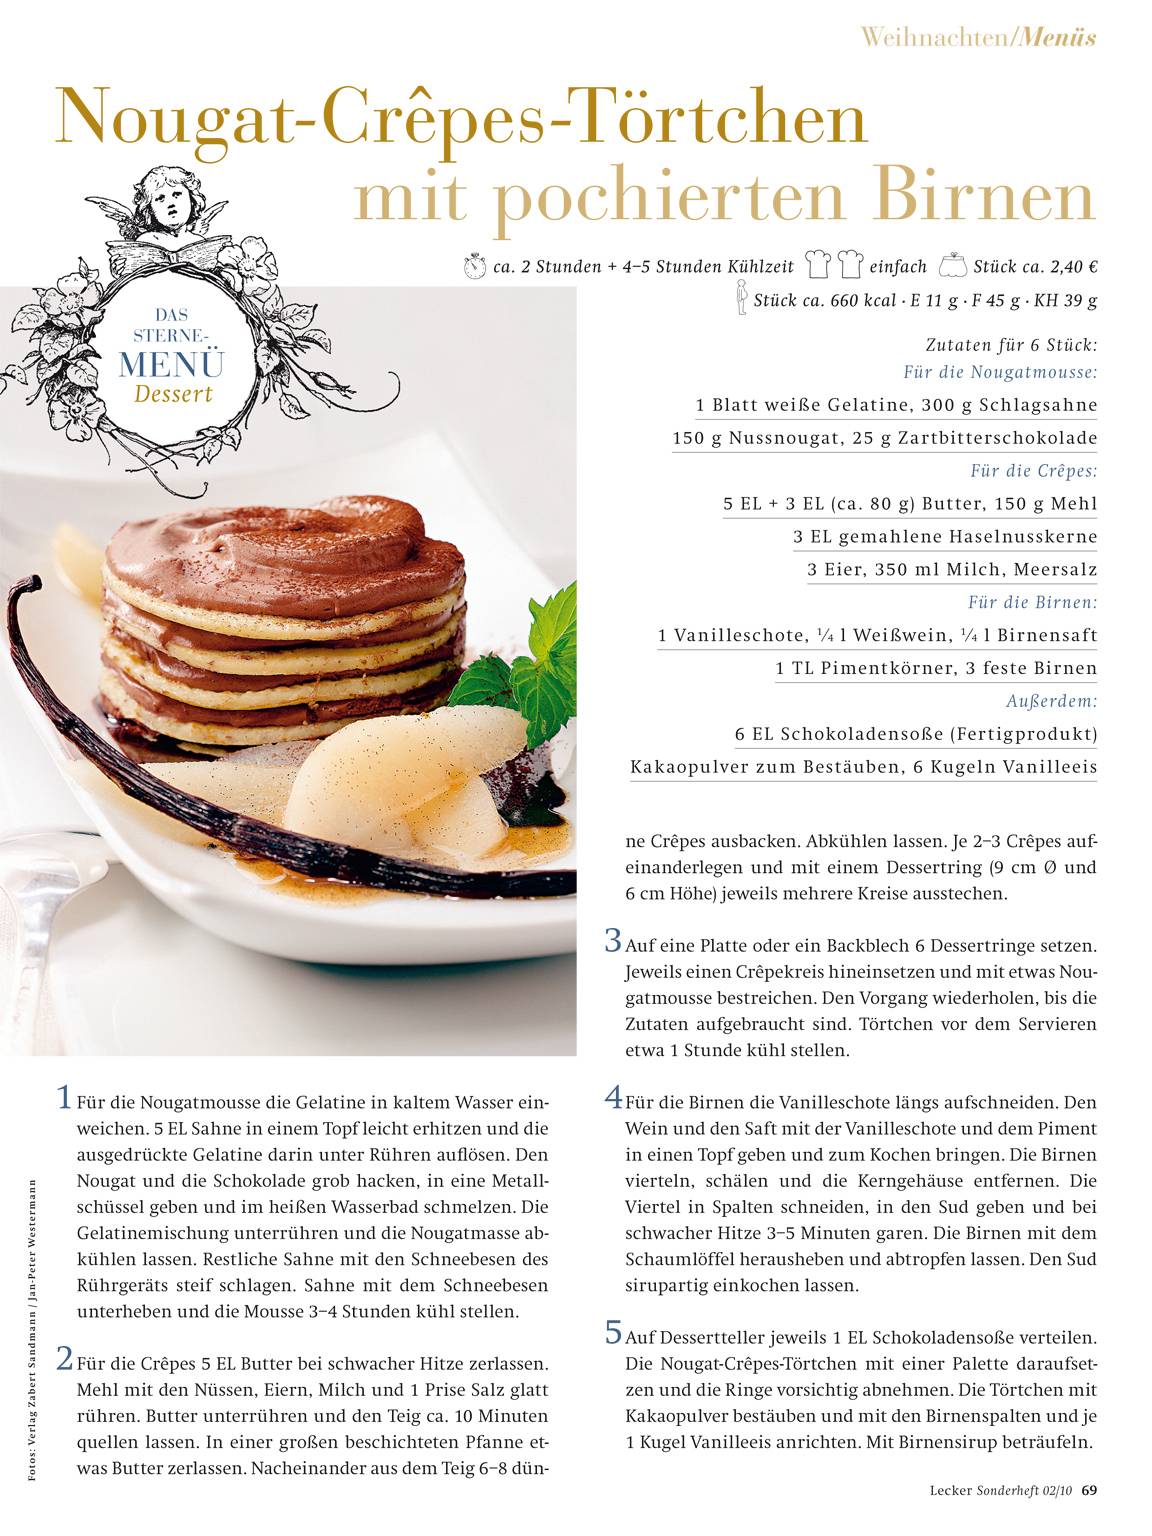 Weihnachten/Menüs
Nougat-Crêpes-Törtchen
mit pochierten Birnen
ca. 2 Stunden + 4–5 Stunden Kühlzeit einfach Stück ca. 2,40 €
Stück ca. 660 kcal · E 11 g · F 45 g · KH 39 g
DAS
STERNE-
MENÜ
Dessert
Zutaten für 6 Stück:
Für die Nougatmousse:
1 Blatt weiße Gelatine, 300 g Schlagsahne
150 g Nussnougat, 25 g Zartbitterschokolade
Für die Crêpes:
5 EL + 3 EL (ca. 80 g) Butter, 150 g Mehl
3 EL gemahlene Haselnusskerne
3 Eier, 350 ml Milch, Meersalz
Für die Birnen:
1 Vanilleschote, ¼ l Weißwein, ¼ l Birnensaft
1 TL Pimentkörner, 3 feste Birnen
Außerdem:
6 EL Schokoladensoße (Fertigprodukt)
Kakaopulver zum Bestäuben, 6 Kugeln Vanilleeis
1 Für die Nougatmousse die Gelatine in kaltem Wasser ein-
weichen. 5 EL Sahne in einem Topf leicht erhitzen und die
ausgedrückte Gelatine darin unter Rühren auflösen. Den
Nougat und die Schokolade grob hacken, in eine Metall-
schüssel geben und im heißen Wasserbad schmelzen. Die
Gelatinemischung unterrühren und die Nougatmasse ab-
kühlen lassen. Restliche Sahne mit den Schneebesen des
Rührgeräts steif schlagen. Sahne mit dem Schneebesen
unterheben und die Mousse 3–4 Stunden kühl stellen.
2 Für die Crêpes 5 EL Butter bei schwacher Hitze zerlassen.
Mehl mit den Nüssen, Eiern, Milch und 1 Prise Salz glatt
rühren. Butter unterrühren und den Teig ca. 10 Minuten
quellen lassen. In einer großen beschichteten Pfanne et-
was Butter zerlassen. Nacheinander aus dem Teig 6–8 dün-
ne Crêpes ausbacken. Abkühlen lassen. Je 2–3 Crêpes auf-
einanderlegen und mit einem Dessertring (9 cm Ø und
6 cm Höhe) jeweils mehrere Kreise ausstechen.
3 Auf eine Platte oder ein Backblech 6 Dessertringe setzen.
Jeweils einen Crêpekreis hineinsetzen und mit etwas Nou-
gatmousse bestreichen. Den Vorgang wiederholen, bis die
Zutaten aufgebraucht sind. Törtchen vor dem Servieren
etwa 1 Stunde kühl stellen.
4 Für die Birnen die Vanilleschote längs aufschneiden. Den
Wein und den Saft mit der Vanilleschote und dem Piment
in einen Topf geben und zum Kochen bringen. Die Birnen
vierteln, schälen und die Kerngehäuse entfernen. Die
Viertel in Spalten schneiden, in den Sud geben und bei
schwacher Hitze 3–5 Minuten garen. Die Birnen mit dem
Schaumlöffel herausheben und abtropfen lassen. Den Sud
sirupartig einkochen lassen.
5 Auf Dessertteller jeweils 1 EL Schokoladensoße verteilen.
Die Nougat-Crêpes-Törtchen mit einer Palette daraufset-
zen und die Ringe vorsichtig abnehmen. Die Törtchen mit
Kakaopulver bestäuben und mit den Birnenspalten und je
1 Kugel Vanilleeis anrichten. Mit Birnensirup beträufeln.
Fotos: Verlag Zabert Sandmann / Jan-Peter Westermann
Lecker Sonderheft 02/10 69